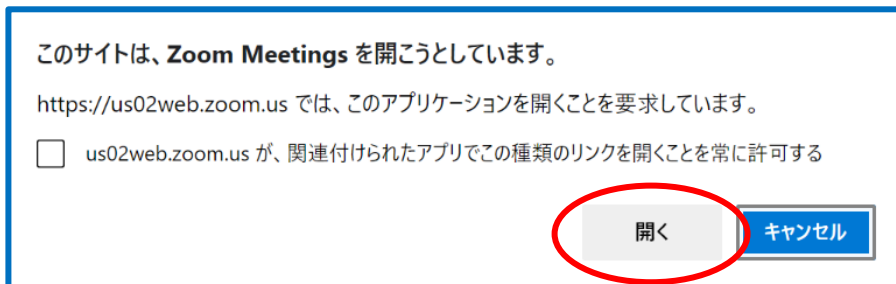 このサイトは、Zoom Meetings を開こうとしています。
https://us02web.zoom.us では、このアプリケーションを開くことを要求しています。
us02web.zoom.us が、関連付けられたアプリでこの種類のリンクを開くことを常に許可する
開く
キャンセル